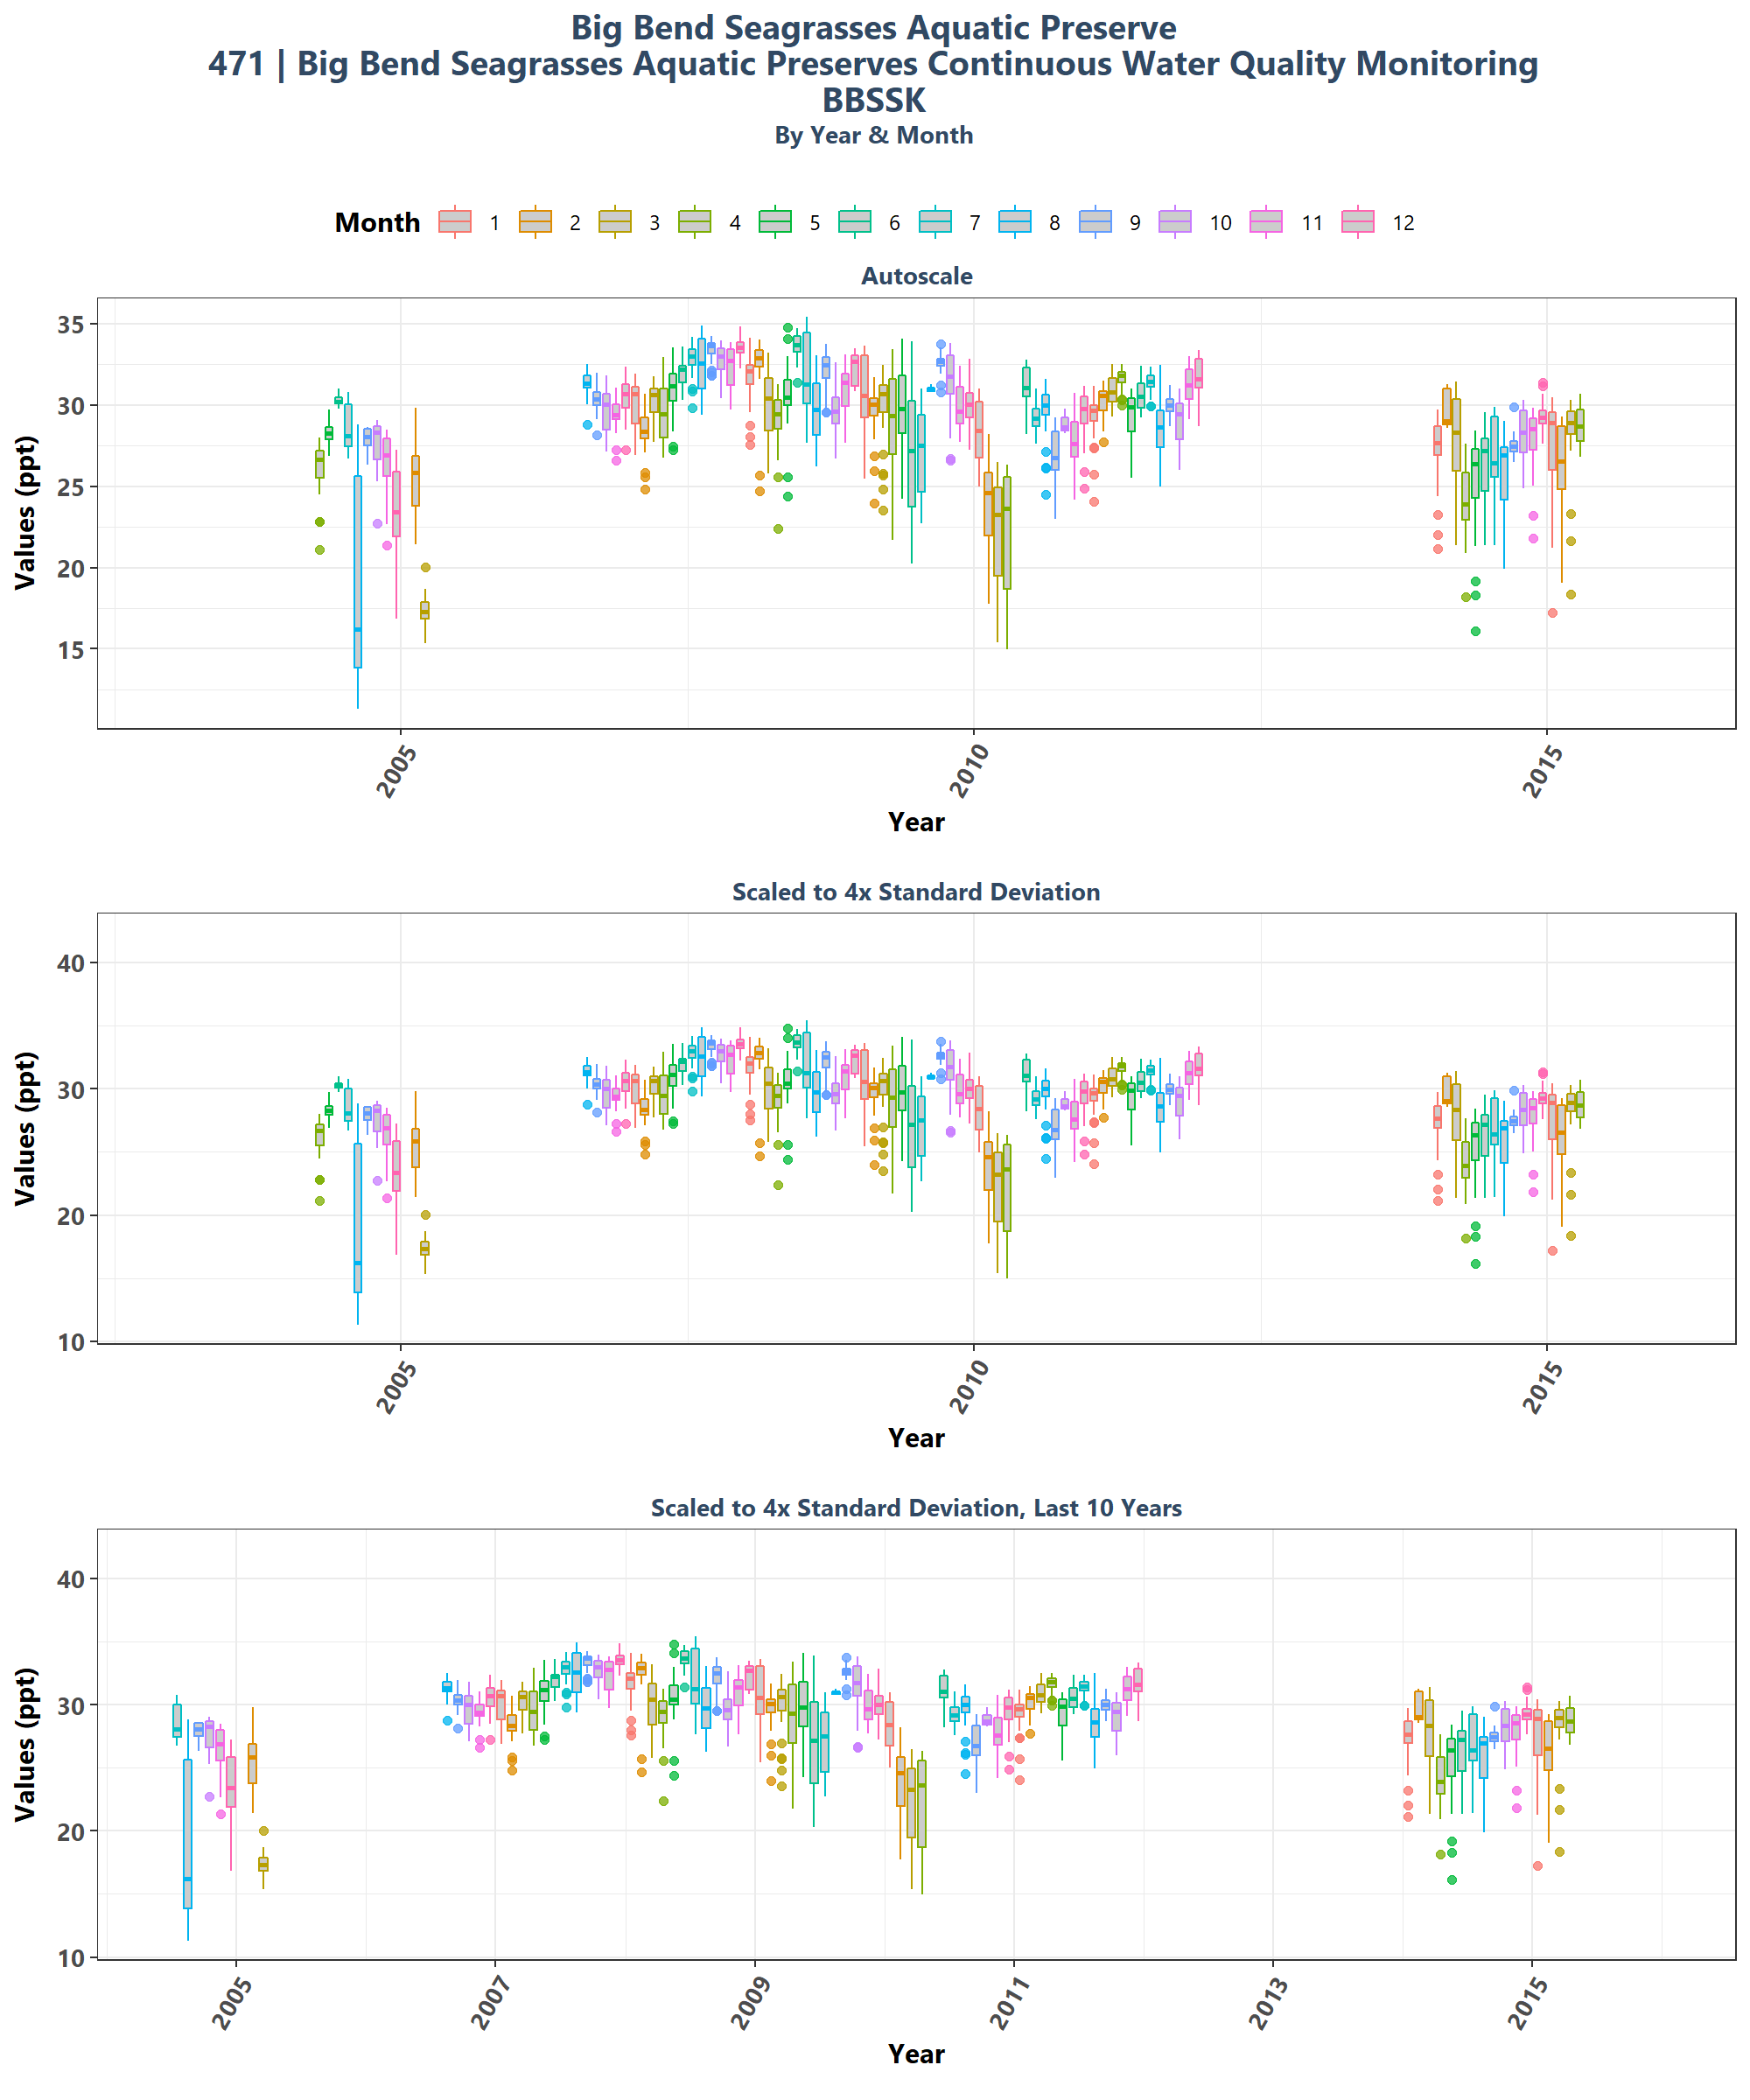 Big Bend Seagrasses Aquatic Preserve
471 | Big Bend Seagrasses Aquatic Preserves Continuous Water Quality Monitoring
BBSSK
By Year & Month
Month 1 2 3 4 5 6 7 8 9 10 11 12
Autoscale
Values (ppt)
35
30
25
20
15
2005 2010 2015
Year
Scaled to 4x Standard Deviation
Values (ppt)
40
30
20
10
2005 2010 2015
Year
Scaled to 4x Standard Deviation, Last 10 Years
Values (ppt)
40
30
20
10
2005 2007 2009 2011 2013 2015
Year